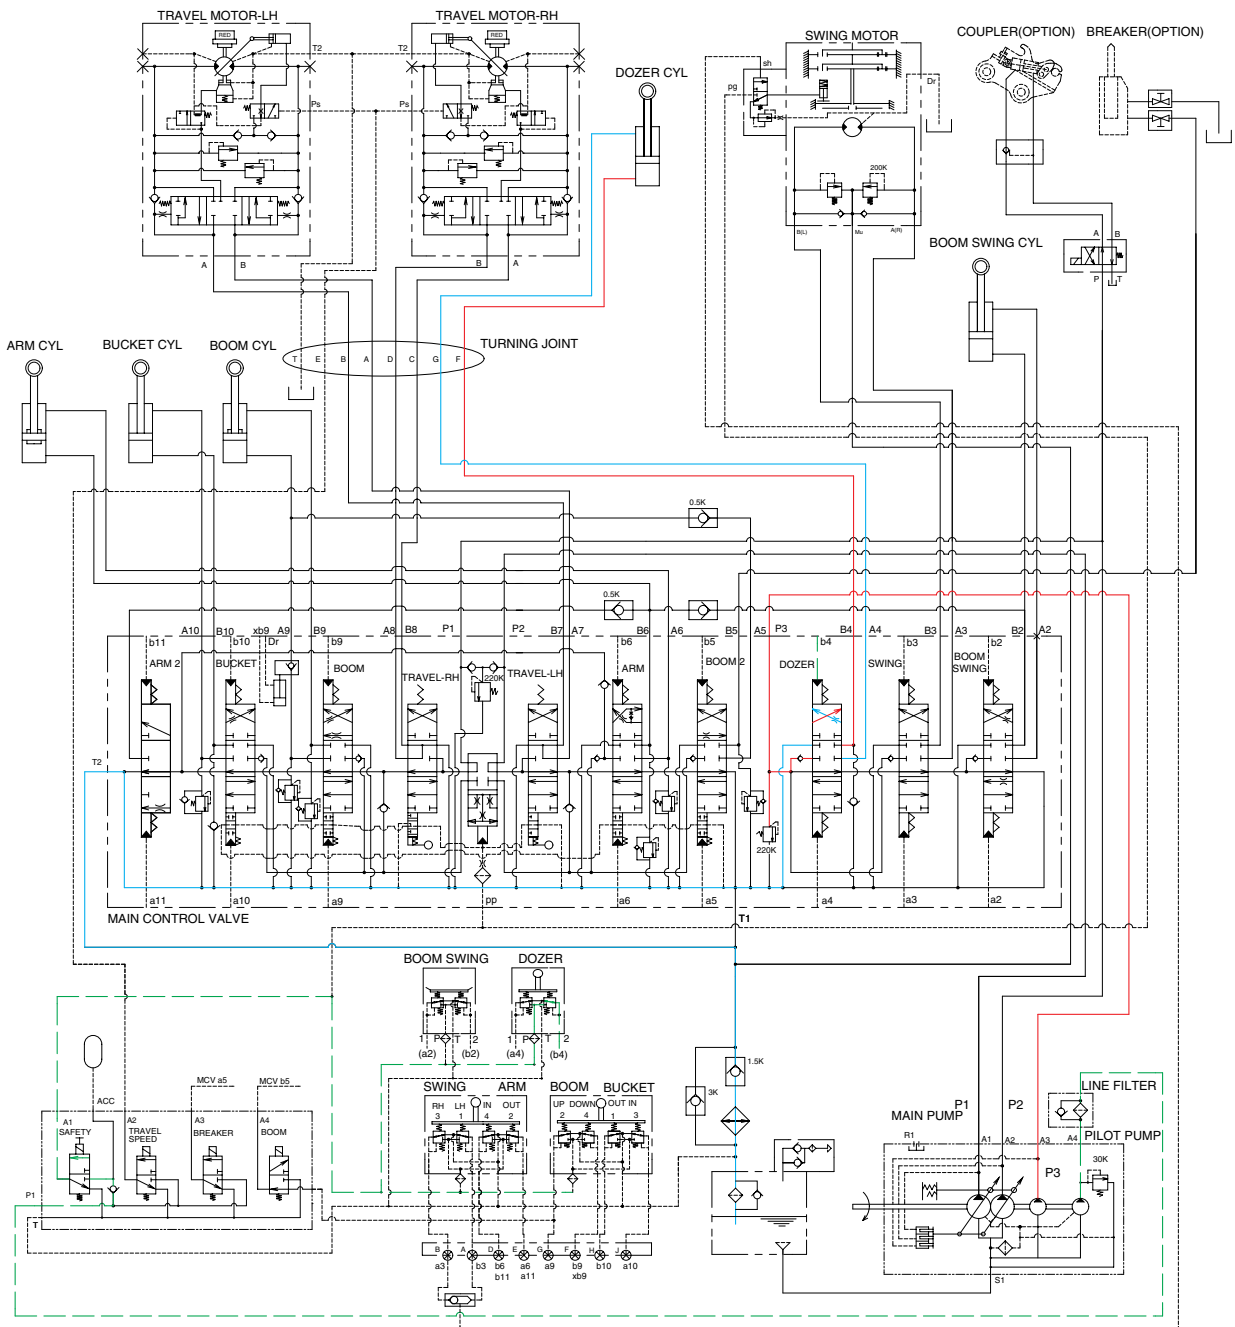 TRAVEL MOTOR-LH TRAVEL MOTOR-RH
SWING MOTOR COUPLER(OPTION) BREAKER(OPTION)
RED RED
T2 T2
DOZER CYL
sh
pg Dr
Ps Ps
200K
B(L) Mu A(R)
A B
BOOM SWING CYL
A B B A
P T
ARM CYL BUCKET CYL BOOM CYL
TURNING JOINT
T E B A D C G F
0.5K
0.5K
b11 A10 B10 b10 xb9 Dr A9 B9 b9 A8 B8 P1 P2 B7 A7 b6 B6 A6 b5 B5 A5 P3 b4 B4 A4 b3 B3 A3 b2 B2 A2
ARM 2 BUCKET BOOM TRAVEL-RH 220K TRAVEL-LH ARM BOOM 2 DOZER SWING BOOM SWING
T2
220K
a11 a10 a9 pp a6 a5 a4 a3 a2
MAIN CONTROL VALVE
T1
BOOM SWING DOZER
1 P T 2 1 P T 2
(a2) (b2) (a4) (b4)
1.5K
3K
MCV a5 MCV b5
ACC
A1 A2 A3 A4
SAFETY TRAVEL SPEED BREAKER BOOM
P1
T
SWING ARM BOOM BUCKET
RH LH IN OUT UP DOWN OUT IN
3 1 4 2 2 4 1 3
B A D E G F H J
a3 b3 b6 a6 a9 b9 b10 a10
b11 a11 xb9
LINE FILTER
P1 P2
MAIN PUMP
PILOT PUMP
R1 A1 A2 A3 A4
P3 30K
S1